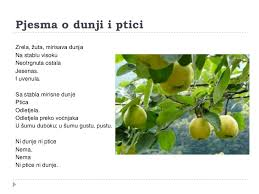 Pjesma o dunji i ptici
Zrela, žuta, mirisava dunja
Na stablu visoku
Neotrgnuta ostala
Jesenas.
I uvenula.
Sa stabla mirisne dunje
Ptica
Odletjela.
Odletjela preko voćnjaka
U šumu duboku; u šumu gustu, pustu.
Ni dunje ni ptice
Nema,
Nema
Ni ptice ni dunje.